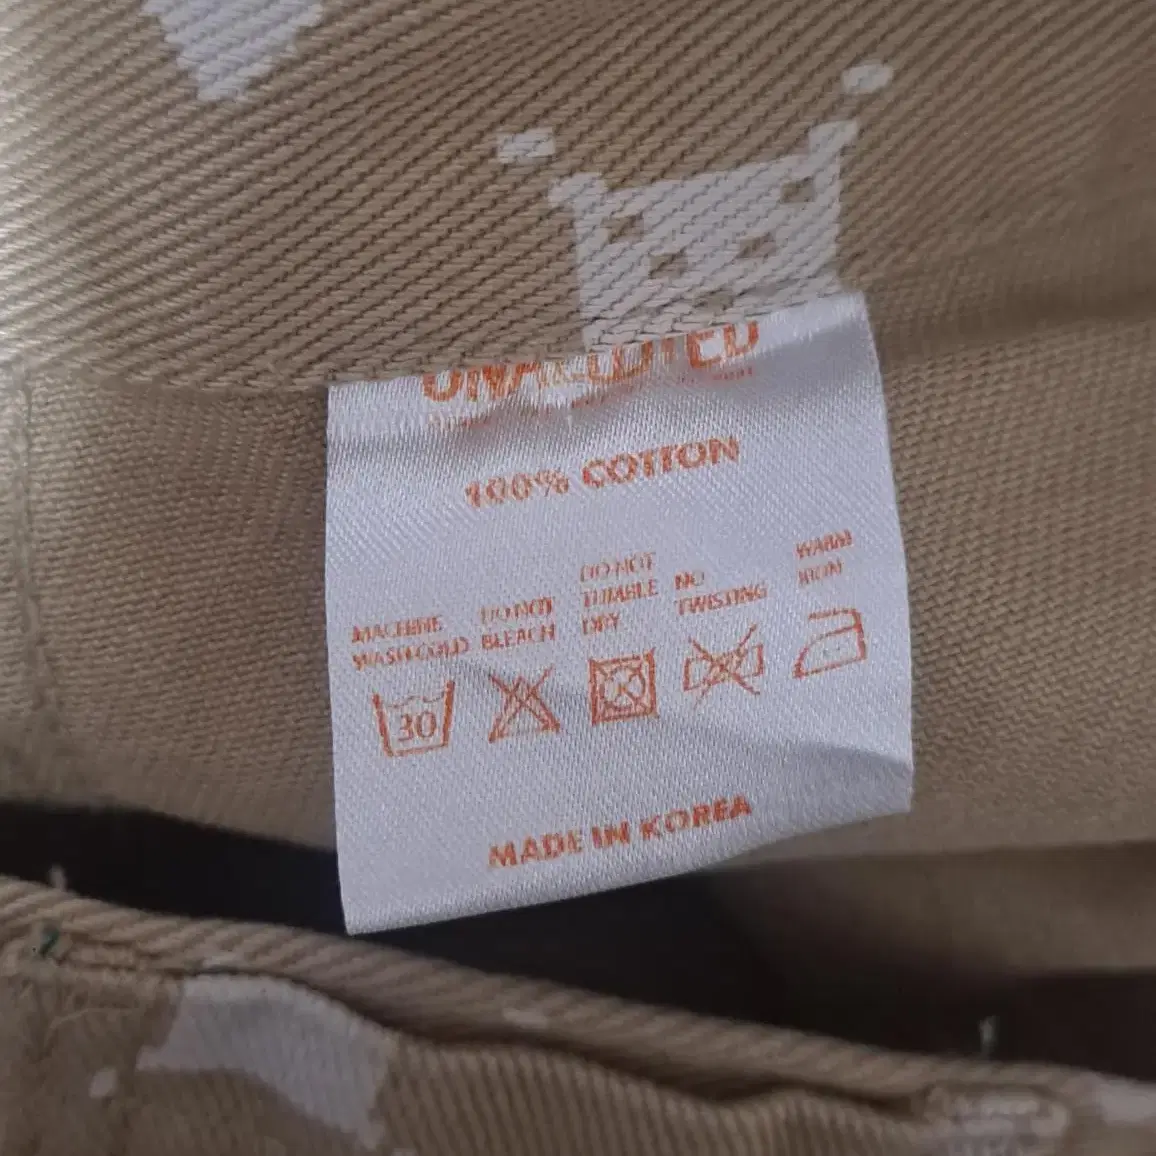 100% COTTON
MACHINE
WASH COLD
DO NOT
BLEACH
DO NOT
TUMBLE
DRY
NO
TWISTING
WARM
IRON
30
MADE IN KOREA